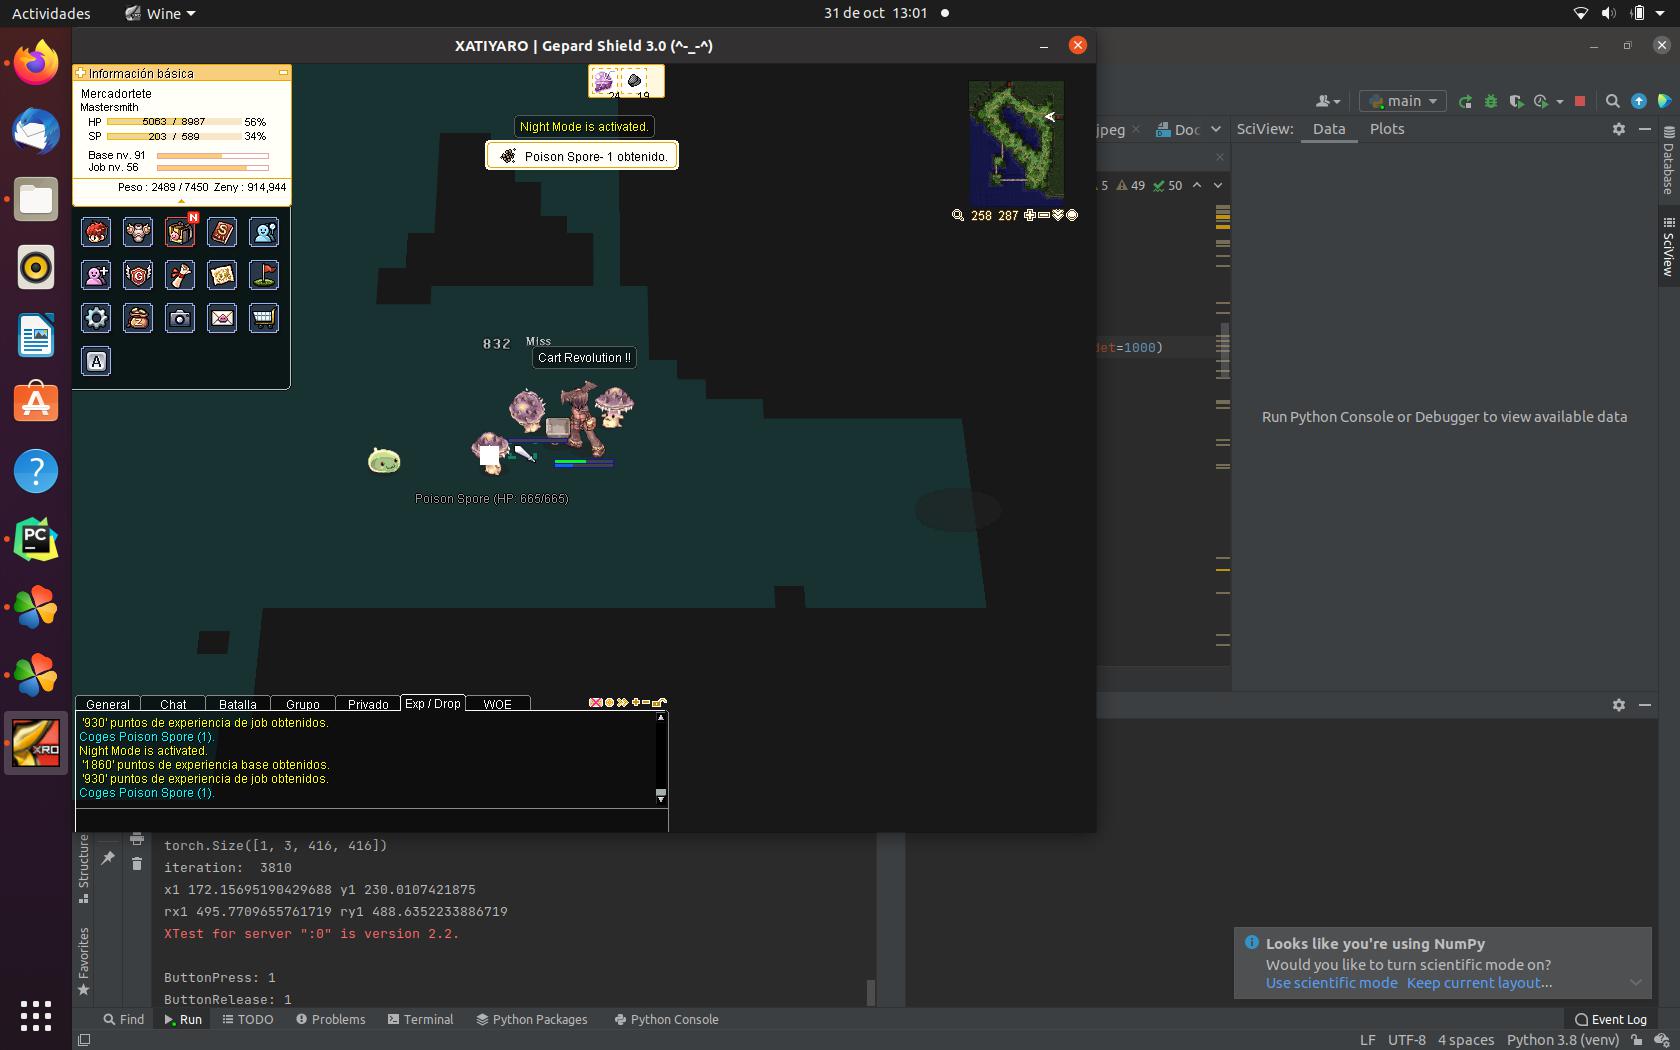 Actividades
Wine
31 de oct 13:01
XATIYARO | Gepard Shield 3.0 (^-_-^)
Información básica
Mercadortete
Mastersmith
HP 5063 / 8987 56%
SP 203 / 589 34%
Base nv. 91
Job nv. 56
Peso : 2489 / 7450 Zeny : 914,944
N
A
24 19
Night Mode is activated.
Poison Spore- 1 obtenido.
258 287
832 Miss
Cart Revolution !!
Poison Spore (HP: 665/665)
General Chat Batalla Grupo Privado Exp / Drop WOE
'930' puntos de experiencia de job obtenidos.
Coges Poison Spore (1).
Night Mode is activated.
'1860' puntos de experiencia base obtenidos.
'930' puntos de experiencia de job obtenidos.
Coges Poison Spore (1).
main
jpeg Doc
SciView: Data Plots
5 49 50
det=1000)
Run Python Console or Debugger to view available data
Database
SciView
PC
XRO
Structure
Favorites
torch.Size([1, 3, 416, 416])
iteration: 3810
x1 172.15695190429688 y1 230.0107421875
rx1 495.7709655761719 ry1 488.6352233886719
XTest for server ":0" is version 2.2.
ButtonPress: 1
ButtonRelease: 1
Looks like you're using NumPy
Would you like to turn scientific mode on?
Use scientific mode Keep current layout...
Find Run TODO Problems Terminal Python Packages Python Console
Event Log
LF UTF-8 4 spaces Python 3.8 (venv)